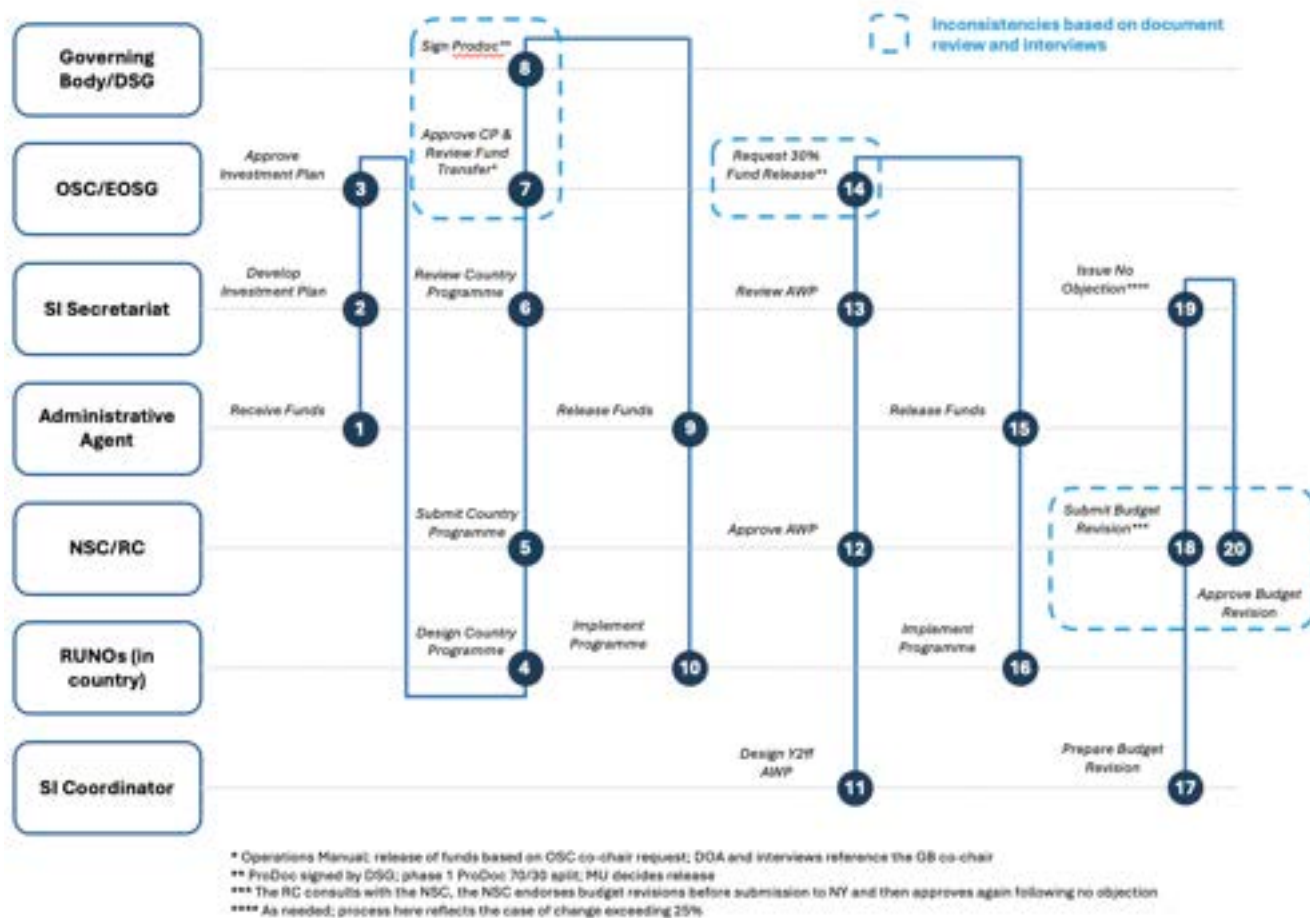 Inconsistencies based on document
review and interviews
Governing
Body/DSG
Sign Prodoc**
8
OSC/EOSG
Approve
Investment Plan
3
Approve CP &
Review Fund
Transfer*
7
Request 30%
Fund Release**
14
SI Secretariat
Develop
Investment Plan
2
Review Country
Programme
6
Review AWP
13
Issue No
Objection****
19
Administrative
Agent
Receive Funds
1
Release Funds
9
Release Funds
15
NSC/RC
Submit Country
Programme
5
Approve AWP
12
Submit Budget
Revision***
18
20
Approve Budget
Revision
RUNOs (in
country)
Design Country
Programme
4
Implement
Programme
10
Implement
Programme
16
SI Coordinator
Design Y2ff
AWP
11
Prepare Budget
Revision
17
* Operations Manual: release of funds based on OSC co-chair request; DOA and interviews reference the GB co-chair
** ProDoc signed by DSG; phase 1 ProDoc 70/30 split; MU decides release
*** The RC consults with the NSC, the NSC endorses budget revisions before submission to NY and then approves again following no objection
**** As needed; process here reflects the case of change exceeding 25%